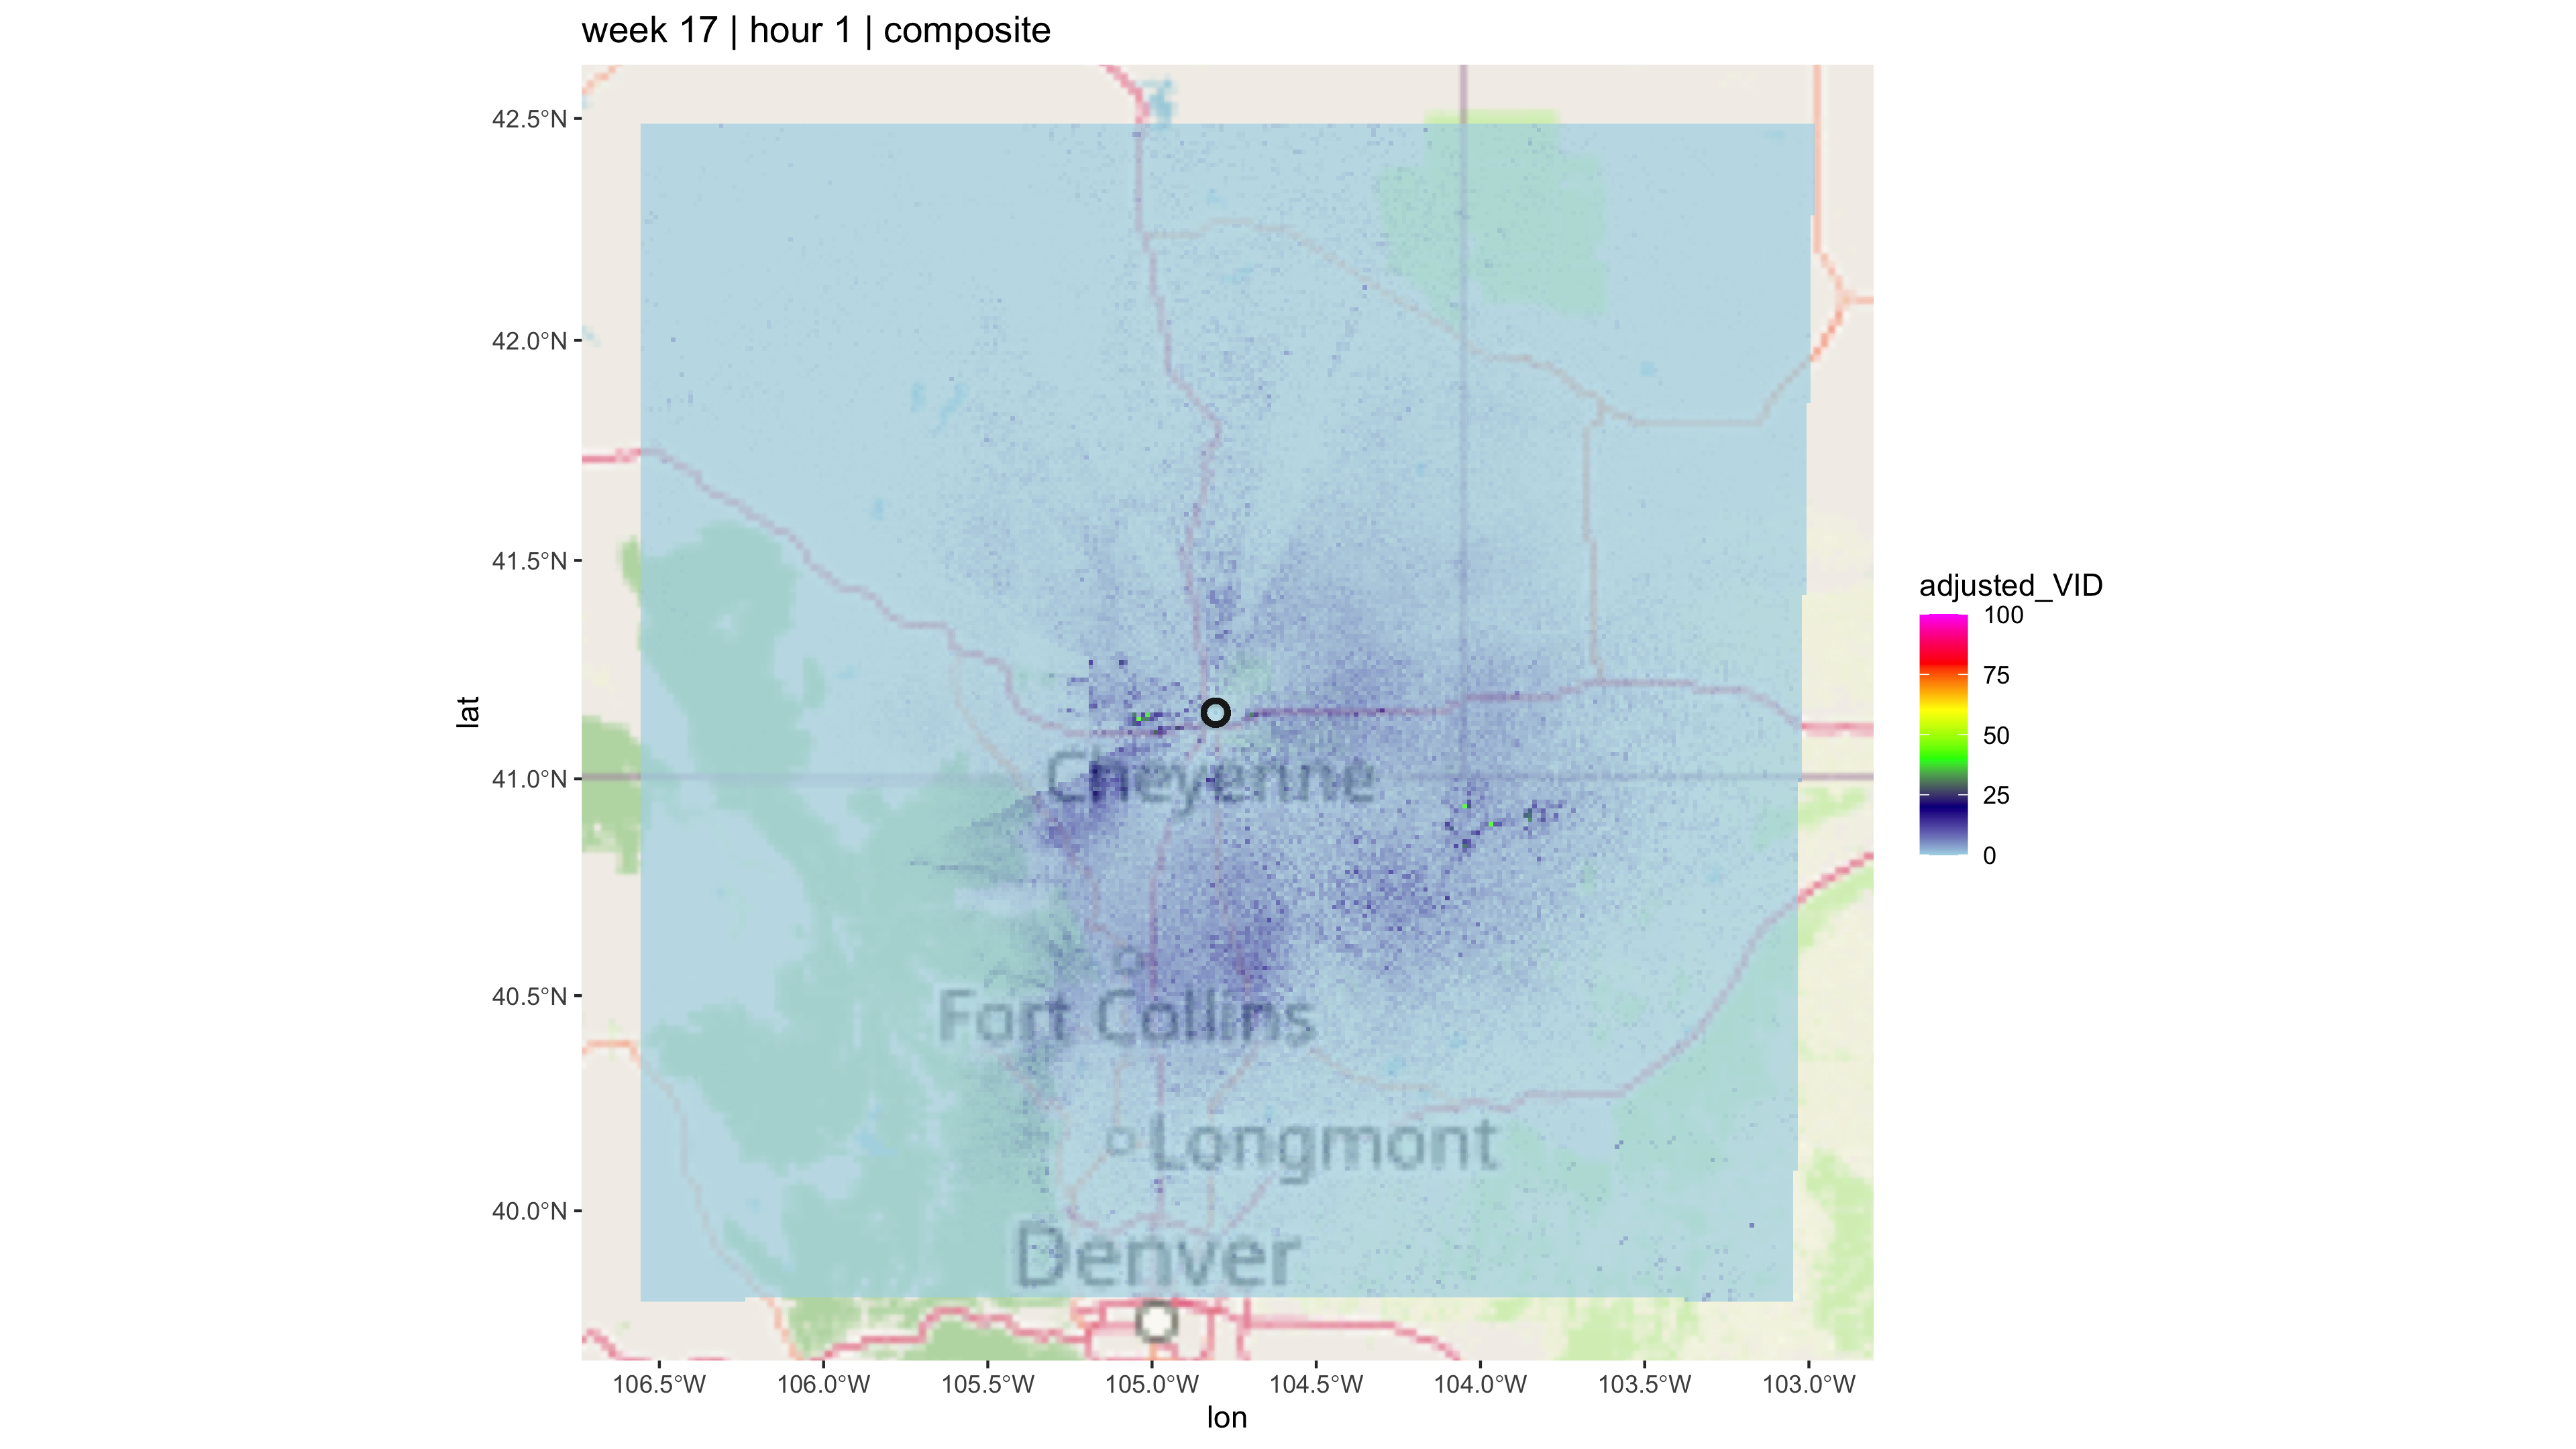 week 17 | hour 1 | composite
42.5°N
42.0°N
41.5°N
41.0°N
40.5°N
40.0°N
lat
Cheyenne
Fort Collins
Longmont
Denver
106.5°W 106.0°W 105.5°W 105.0°W 104.5°W 104.0°W 103.5°W 103.0°W
lon
adjusted_VID
100
75
50
25
0